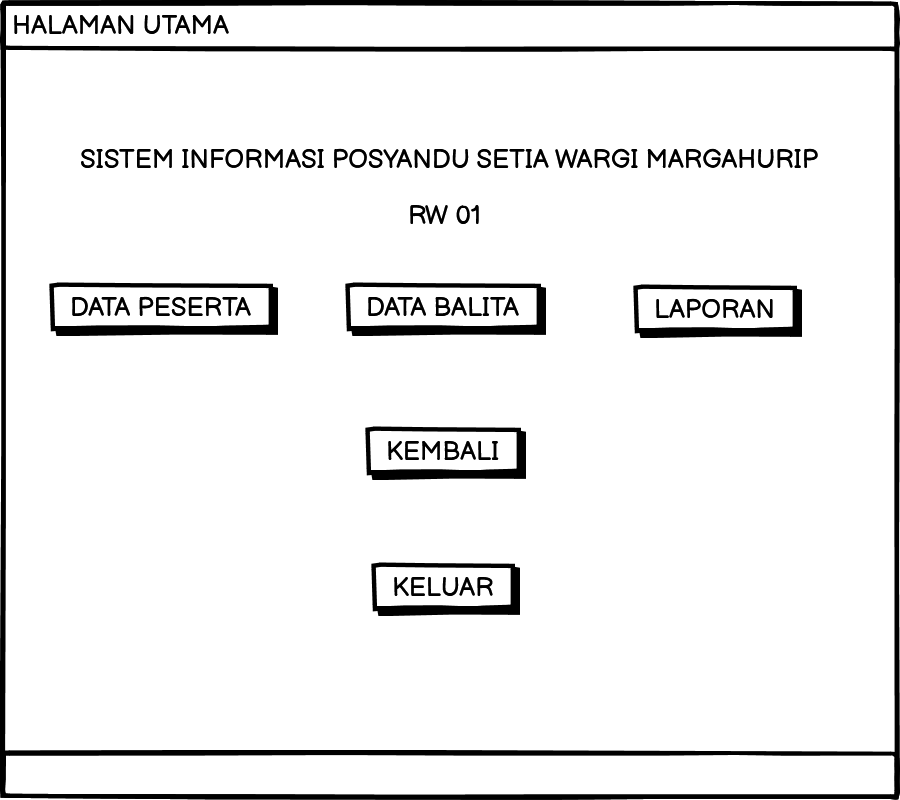 HALAMAN UTAMA
SISTEM INFORMASI POSYANDU SETIA WARGI MARGAHURIP
RW 01
DATA PESERTA
DATA BALITA
LAPORAN
KEMBALI
KELUAR